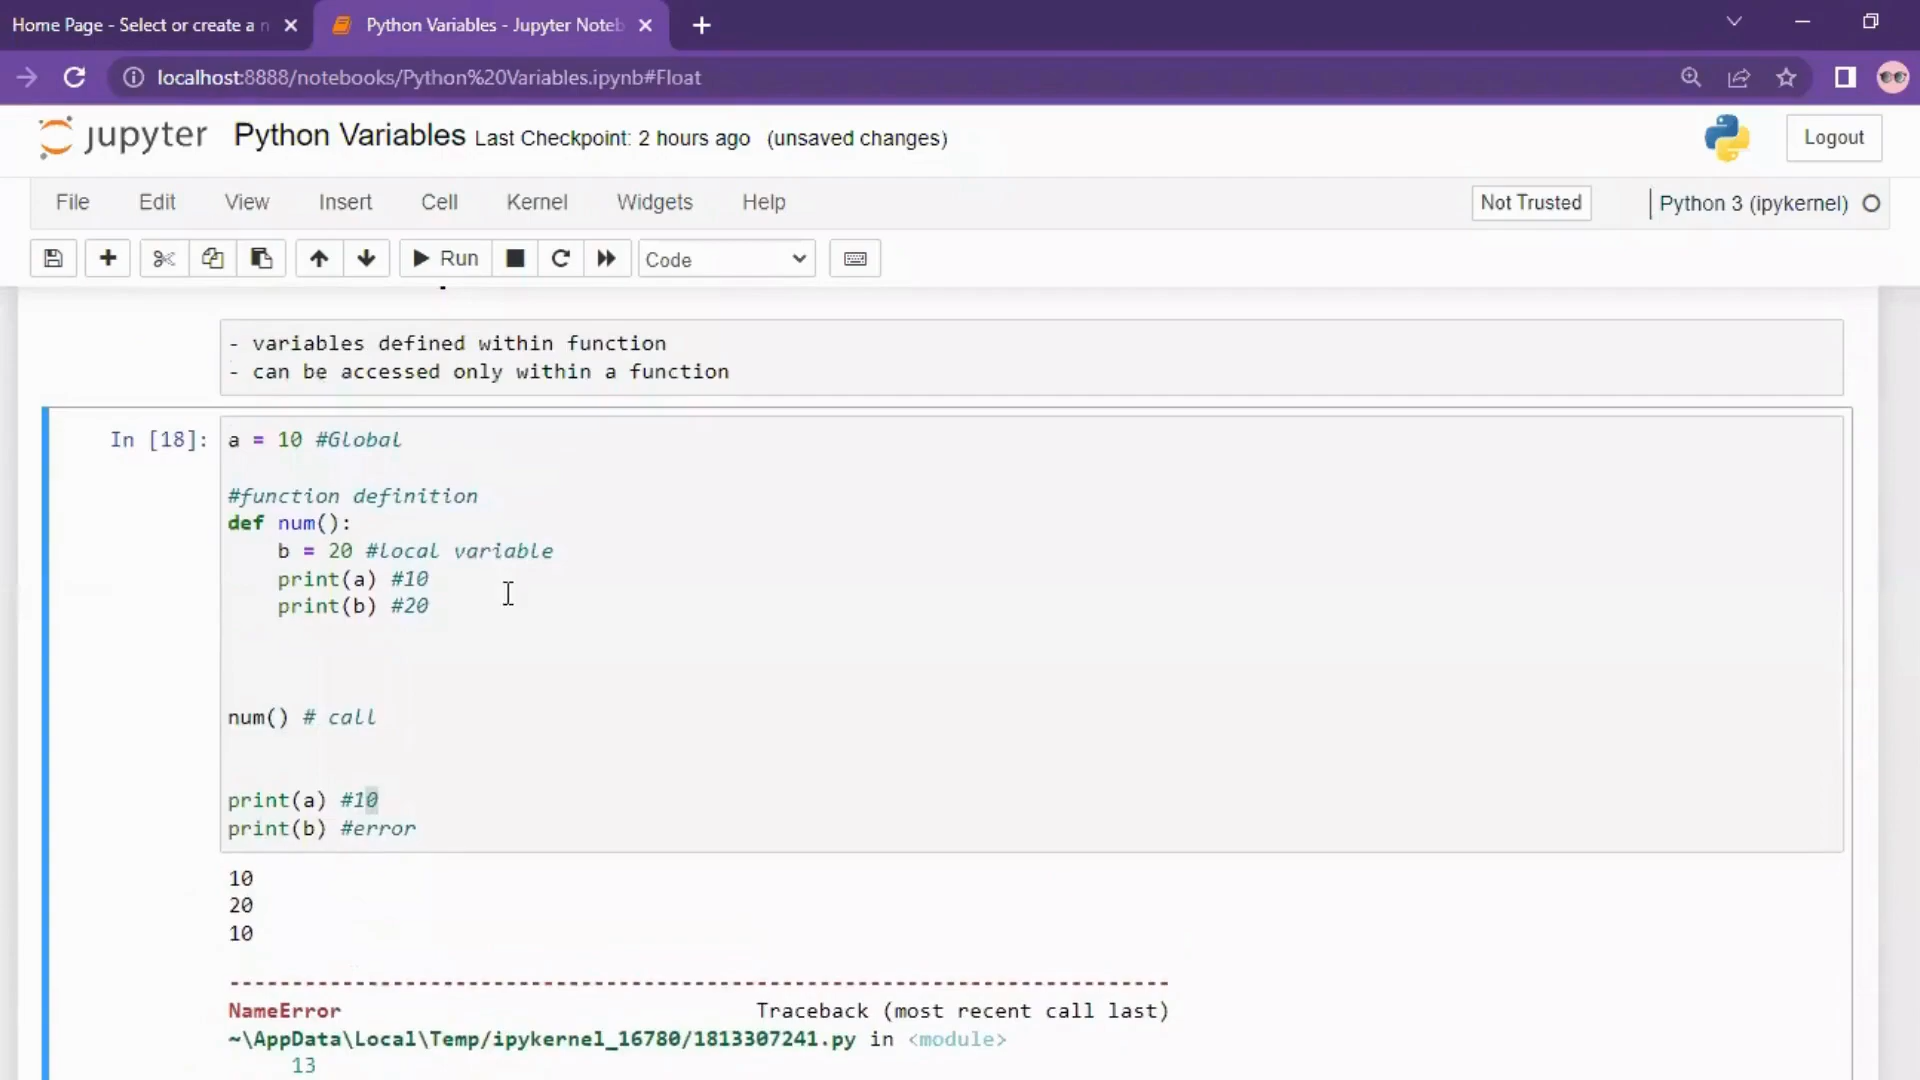 Home Page - Select or create a n
Python Variables - Jupyter Noteb
localhost:8888/notebooks/Python%20Variables.ipynb#Float
jupyter Python Variables Last Checkpoint: 2 hours ago (unsaved changes)
Logout
File Edit View Insert Cell Kernel Widgets Help
Not Trusted
Python 3 (ipykernel)
Run
Code
- variables defined within function
- can be accessed only within a function
In [18]: a = 10 #Global
#function definition
def num():
    b = 20 #local variable
    print(a) #10
    print(b) #20
num() # call
print(a) #10
print(b) #error
10
20
10
---------------------------------------------------------------------------
NameError Traceback (most recent call last)
~\AppData\Local\Temp/ipykernel_16780/1813307241.py in <module>
13